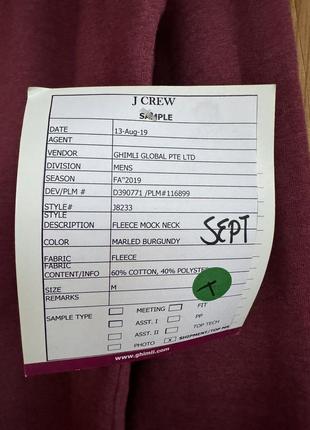 J CREW
SAMPLE
DATE 13-Aug-19
AGENT
VENDOR GHIMLI GLOBAL PTE LTD
DIVISION MENS
SEASON FA"2019
DEV/PLM # D390771 /PLM#116899
STYLE# J8233
STYLE
DESCRIPTION FLEECE MOCK NECK
SEPT
COLOR MARLED BURGUNDY
FABRIC FLEECE
FABRIC
CONTENT/INFO 60% COTTON, 40% POLYSTER
SIZE M
REMARKS
T
SAMPLE TYPE MEETING FIT
ASST. I PP
ASST. II TOP TECH
PHOTO X SHIPMENT/TOP
www.ghimli.com